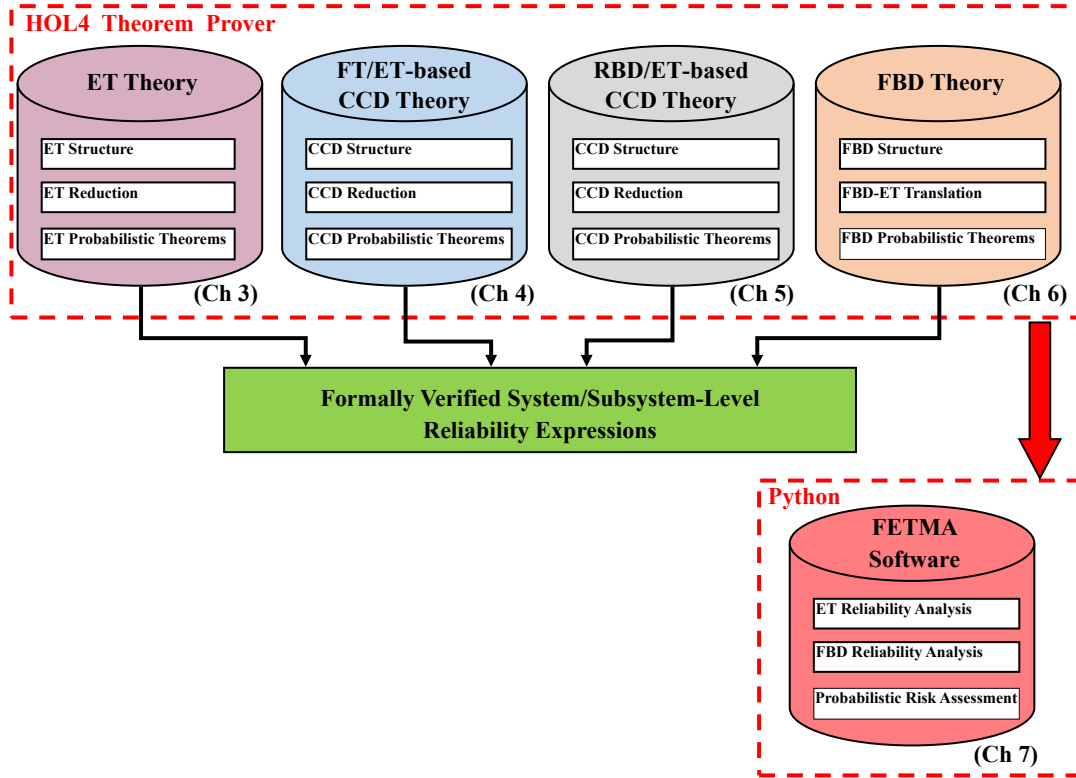 HOL4 Theorem Prover
ET Theory
ET Structure
ET Reduction
ET Probabilistic Theorems
(Ch 3)
FT/ET-based
CCD Theory
CCD Structure
CCD Reduction
CCD Probabilistic Theorems
(Ch 4)
RBD/ET-based
CCD Theory
CCD Structure
CCD Reduction
CCD Probabilistic Theorems
(Ch 5)
FBD Theory
FBD Structure
FBD-ET Translation
FBD Probabilistic Theorems
(Ch 6)
Formally Verified System/Subsystem-Level
Reliability Expressions
Python
FETMA
Software
ET Reliability Analysis
FBD Reliability Analysis
Probabilistic Risk Assessment
(Ch 7)